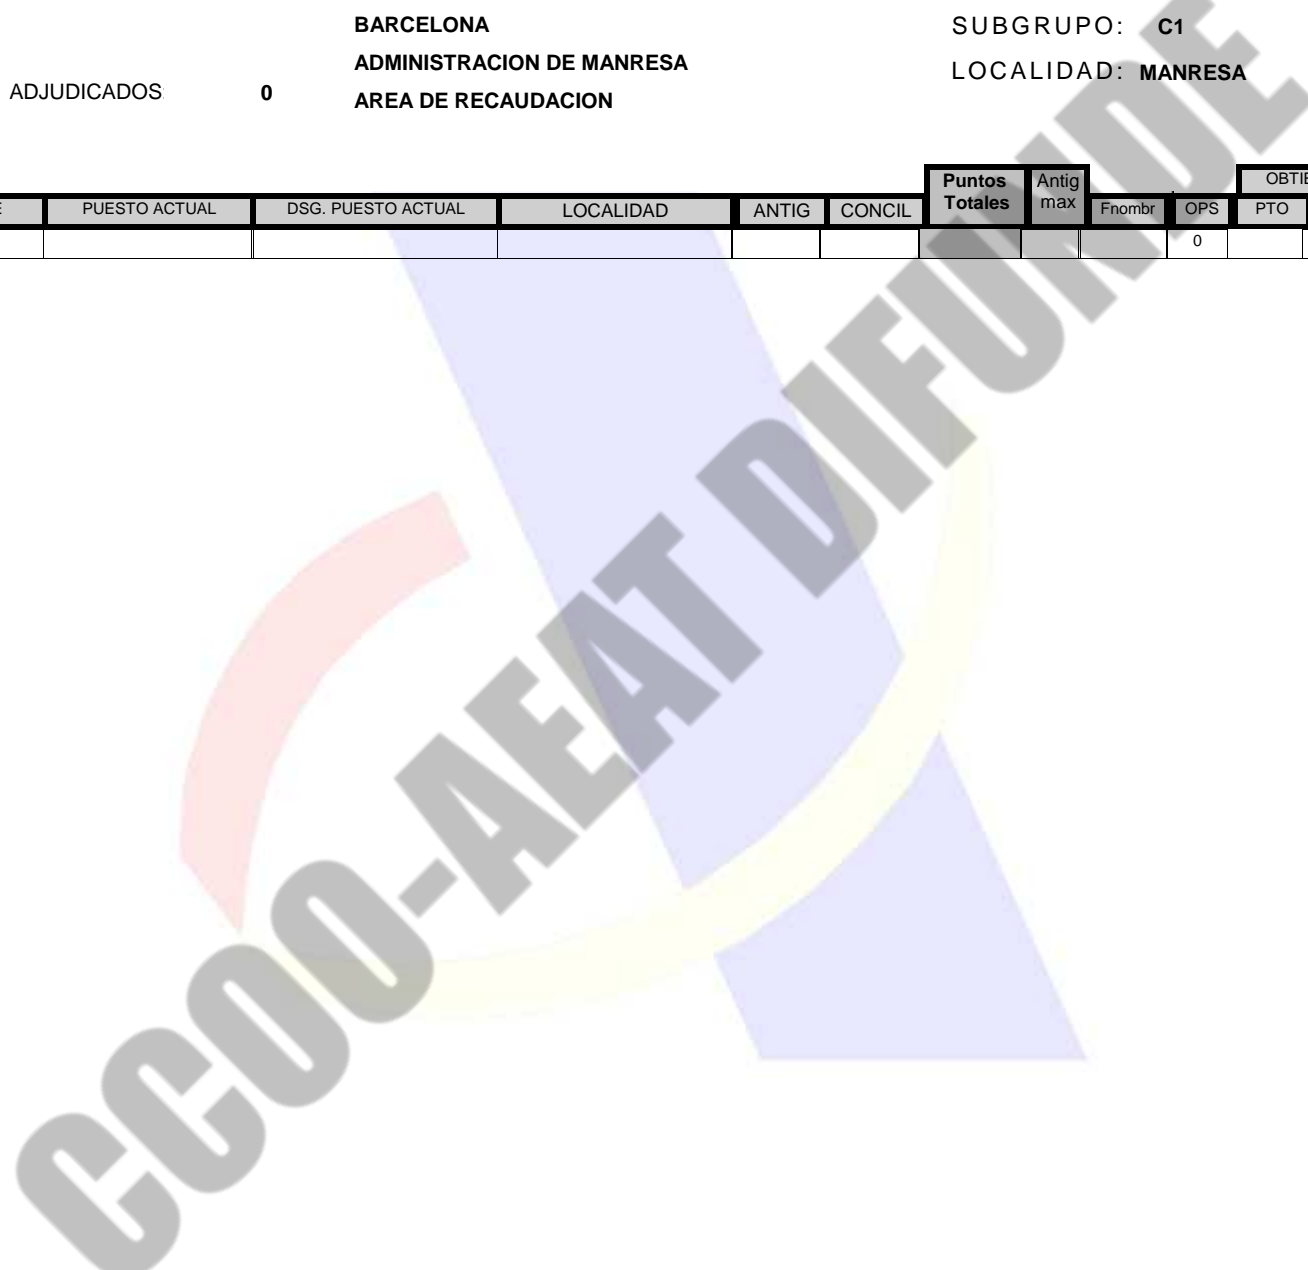 BARCELONA
SUBGRUPO: C1
ADMINISTRACION DE MANRESA
LOCALIDAD: MANRESA
ADJUDICADOS: 0
AREA DE RECAUDACION
Puntos Totales
Antig max
PUESTO ACTUAL DSG. PUESTO ACTUAL LOCALIDAD ANTIG CONCIL Fnombr OPS PTO
0
CCOO-AEAT DIFUNDE